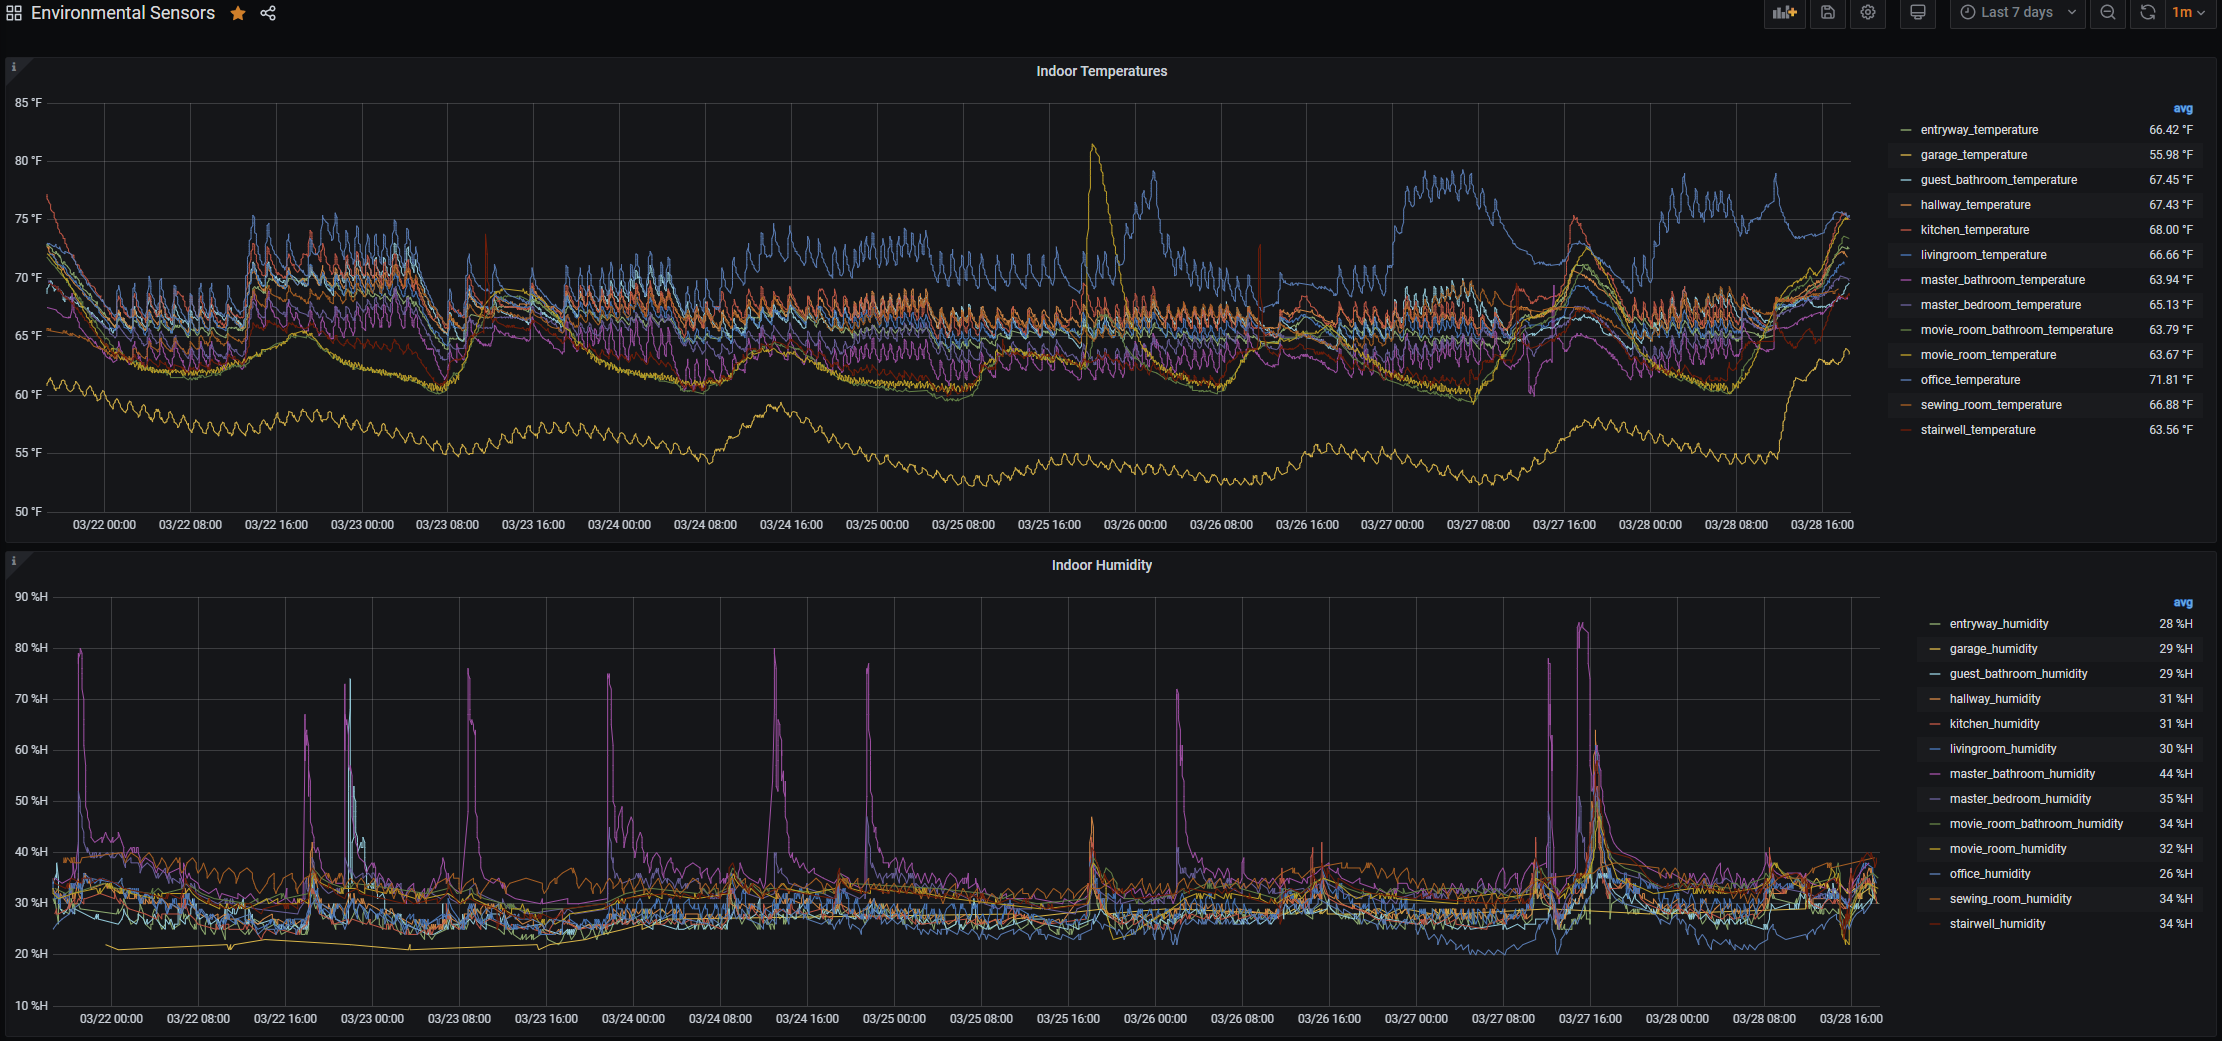 Environmental Sensors
Last 7 days
1m
Indoor Temperatures
85 °F
80 °F
75 °F
70 °F
65 °F
60 °F
55 °F
50 °F
03/22 00:00 03/22 08:00 03/22 16:00 03/23 00:00 03/23 08:00 03/23 16:00 03/24 00:00 03/24 08:00 03/24 16:00 03/25 00:00 03/25 08:00 03/25 16:00 03/26 00:00 03/26 08:00 03/26 16:00 03/27 00:00 03/27 08:00 03/27 16:00 03/28 00:00 03/28 08:00 03/28 16:00
avg
entryway_temperature 66.42 °F
garage_temperature 55.98 °F
guest_bathroom_temperature 67.45 °F
hallway_temperature 67.43 °F
kitchen_temperature 68.00 °F
livingroom_temperature 66.66 °F
master_bathroom_temperature 63.94 °F
master_bedroom_temperature 65.13 °F
movie_room_bathroom_temperature 63.79 °F
movie_room_temperature 63.67 °F
office_temperature 71.81 °F
sewing_room_temperature 66.88 °F
stairwell_temperature 63.56 °F
Indoor Humidity
90 %H
80 %H
70 %H
60 %H
50 %H
40 %H
30 %H
20 %H
10 %H
03/22 00:00 03/22 08:00 03/22 16:00 03/23 00:00 03/23 08:00 03/23 16:00 03/24 00:00 03/24 08:00 03/24 16:00 03/25 00:00 03/25 08:00 03/25 16:00 03/26 00:00 03/26 08:00 03/26 16:00 03/27 00:00 03/27 08:00 03/27 16:00 03/28 00:00 03/28 08:00 03/28 16:00
avg
entryway_humidity 28 %H
garage_humidity 29 %H
guest_bathroom_humidity 29 %H
hallway_humidity 31 %H
kitchen_humidity 31 %H
livingroom_humidity 30 %H
master_bathroom_humidity 44 %H
master_bedroom_humidity 35 %H
movie_room_bathroom_humidity 34 %H
movie_room_humidity 32 %H
office_humidity 26 %H
sewing_room_humidity 34 %H
stairwell_humidity 34 %H